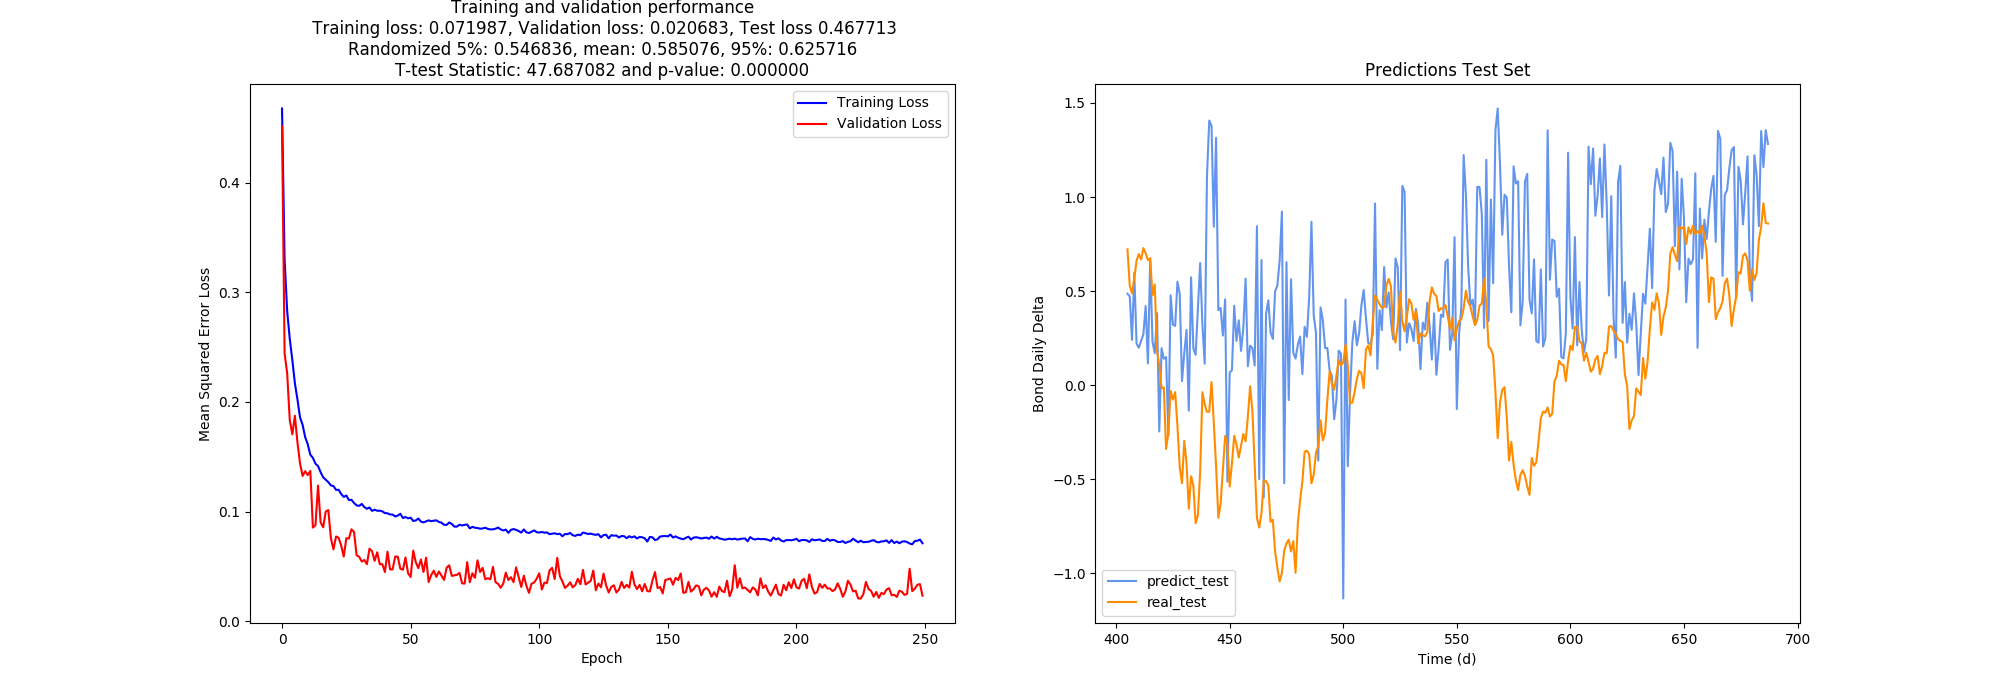 Training and validation performance
Training loss: 0.071987, Validation loss: 0.020683, Test loss 0.467713
Randomized 5%: 0.546836, mean: 0.585076, 95%: 0.625716
T-test Statistic: 47.687082 and p-value: 0.000000
Training Loss
Validation Loss
Mean Squared Error Loss
0.4
0.3
0.2
0.1
0.0
0 50 100 150 200 250
Epoch
Predictions Test Set
Bond Daily Delta
1.5
1.0
0.5
0.0
−0.5
−1.0
predict_test
real_test
400 450 500 550 600 650 700
Time (d)